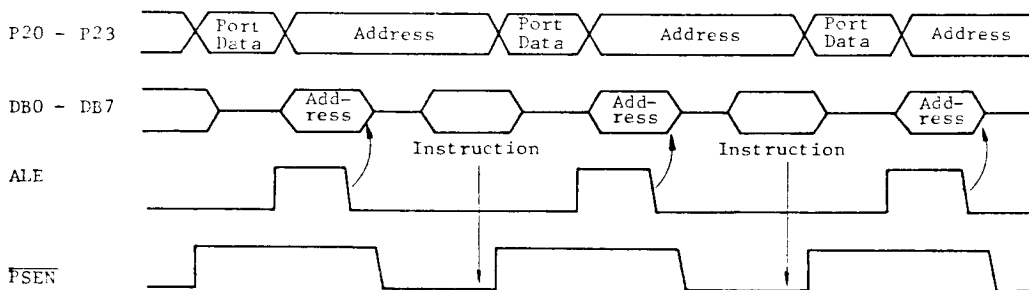 P20 - P23
Port
Data
Address
Port
Data
Address
Port
Data
Address
DB0 - DB7
Add-
ress
Add-
ress
Add-
ress
Instruction
Instruction
ALE
PSEN